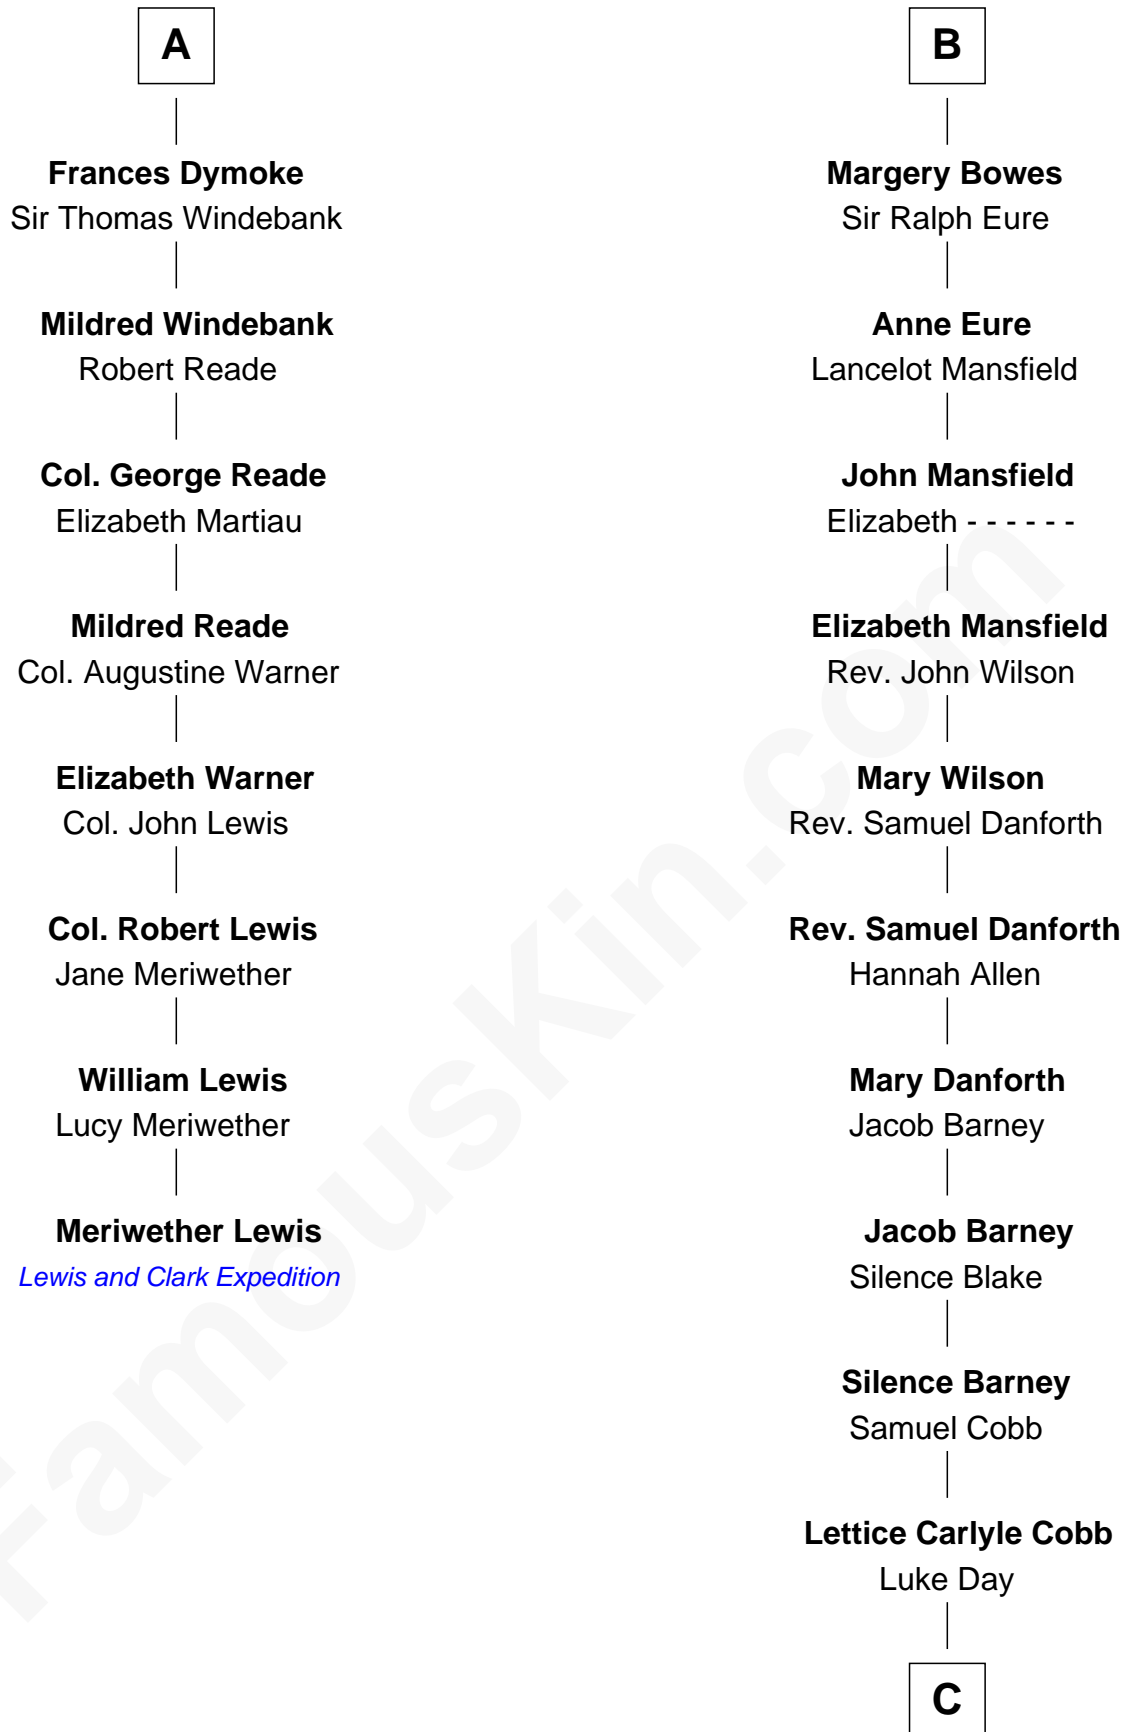 A
Frances Dymoke
Sir Thomas Windebank
Mildred Windebank
Robert Reade
Col. George Reade
Elizabeth Martiau
Mildred Reade
Col. Augustine Warner
Elizabeth Warner
Col. John Lewis
Col. Robert Lewis
Jane Meriwether
William Lewis
Lucy Meriwether
Meriwether Lewis
Lewis and Clark Expedition
B
Margery Bowes
Sir Ralph Eure
Anne Eure
Lancelot Mansfield
John Mansfield
Elizabeth - - - - - -
Elizabeth Mansfield
Rev. John Wilson
Mary Wilson
Rev. Samuel Danforth
Rev. Samuel Danforth
Hannah Allen
Mary Danforth
Jacob Barney
Jacob Barney
Silence Blake
Silence Barney
Samuel Cobb
Lettice Carlyle Cobb
Luke Day
C
FamousKin.com